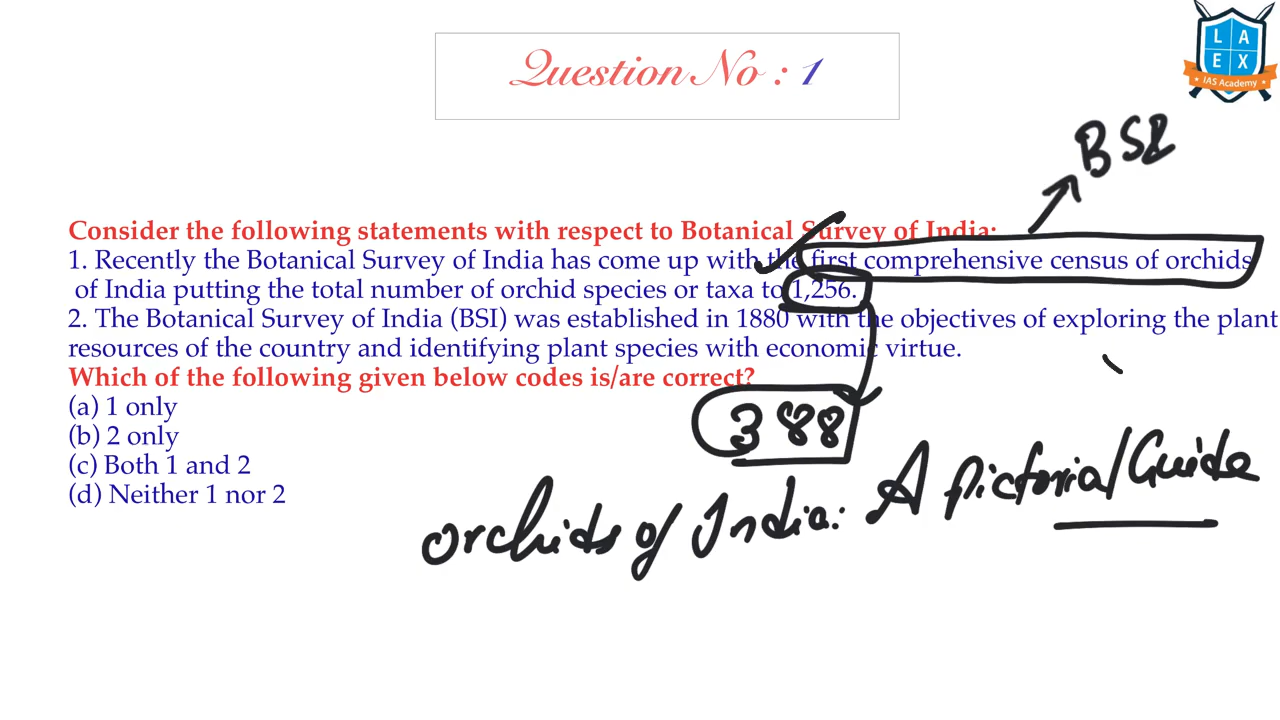 Question No : 1
L A
E X
IAS Academy
BSI
Consider the following statements with respect to Botanical Survey of India:
1. Recently the Botanical Survey of India has come up with the first comprehensive census of orchids
of India putting the total number of orchid species or taxa to 1,256.
2. The Botanical Survey of India (BSI) was established in 1880 with the objectives of exploring the plant
resources of the country and identifying plant species with economic virtue.
Which of the following given below codes is/are correct?
(a) 1 only
(b) 2 only
(c) Both 1 and 2
(d) Neither 1 nor 2
388
Orchids of India: A Pictorial Guide